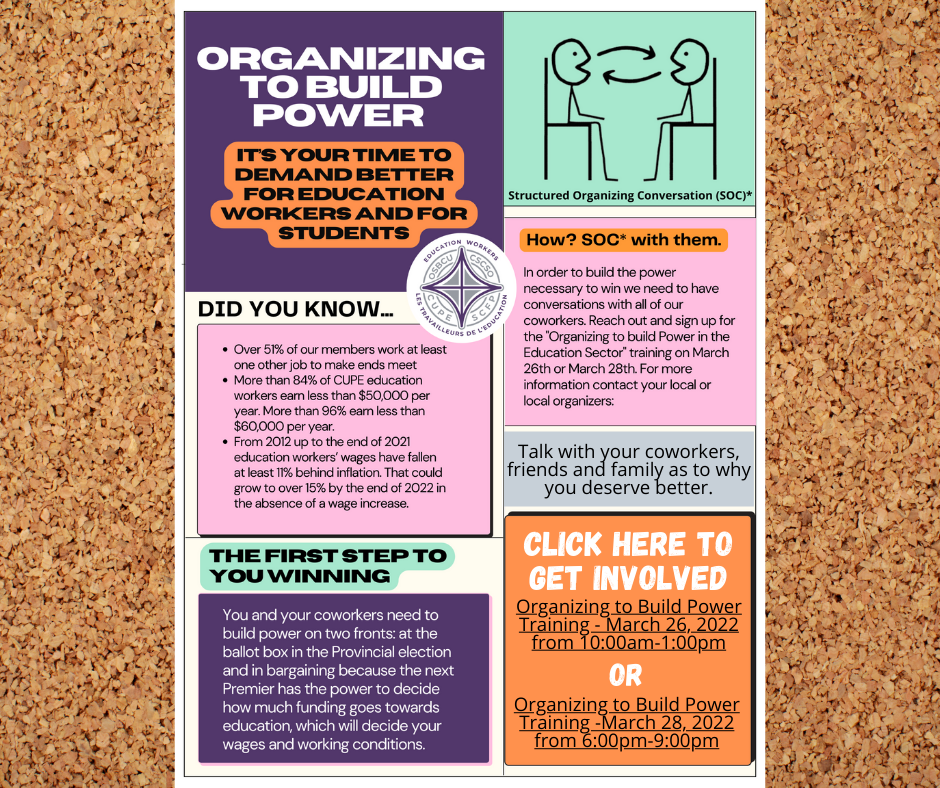 ORGANIZING
TO BUILD
POWER
IT'S YOUR TIME TO
DEMAND BETTER
FOR EDUCATION
WORKERS AND FOR
STUDENTS
Structured Organizing Conversation (SOC)*
EDUCATION WORKERS
OSBCU CSCSO
CUPE SCFP
LES TRAVAILLEURS DE L'EDUCATION
DID YOU KNOW...
• Over 51% of our members work at least
one other job to make ends meet
• More than 84% of CUPE education
workers earn less than $50,000 per
year. More than 96% earn less than
$60,000 per year.
• From 2012 up to the end of 2021
education workers' wages have fallen
at least 11% behind inflation. That could
grow to over 15% by the end of 2022 in
the absence of a wage increase.
THE FIRST STEP TO
YOU WINNING
You and your coworkers need to
build power on two fronts: at the
ballot box in the Provincial election
and in bargaining because the next
Premier has the power to decide
how much funding goes towards
education, which will decide your
wages and working conditions.
How? SOC* with them.
In order to build the power
necessary to win we need to have
conversations with all of our
coworkers. Reach out and sign up for
the "Organizing to build Power in the
Education Sector" training on March
26th or March 28th. For more
information contact your local or
local organizers:
Talk with your coworkers,
friends and family as to why
you deserve better.
CLICK HERE TO
GET INVOLVED
Organizing to Build Power
Training - March 26, 2022
from 10:00am-1:00pm
OR
Organizing to Build Power
Training -March 28, 2022
from 6:00pm-9:00pm